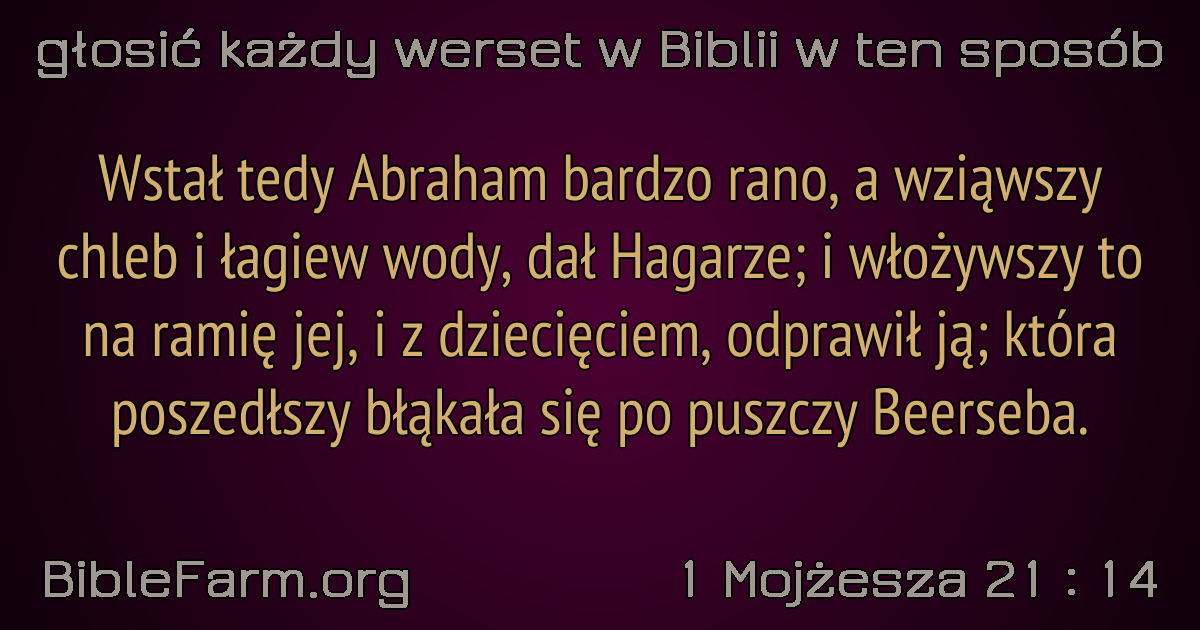 głosić każdy werset w Biblii w ten sposób
Wstał tedy Abraham bardzo rano, a wziąwszy
chleb i łagiew wody, dał Hagarze; i włożywszy to
na ramię jej, i z dziecięciem, odprawił ją; która
poszedłszy błąkała się po puszczy Beerseba.
BibleFarm.org
1 Mojżesza 21 : 14